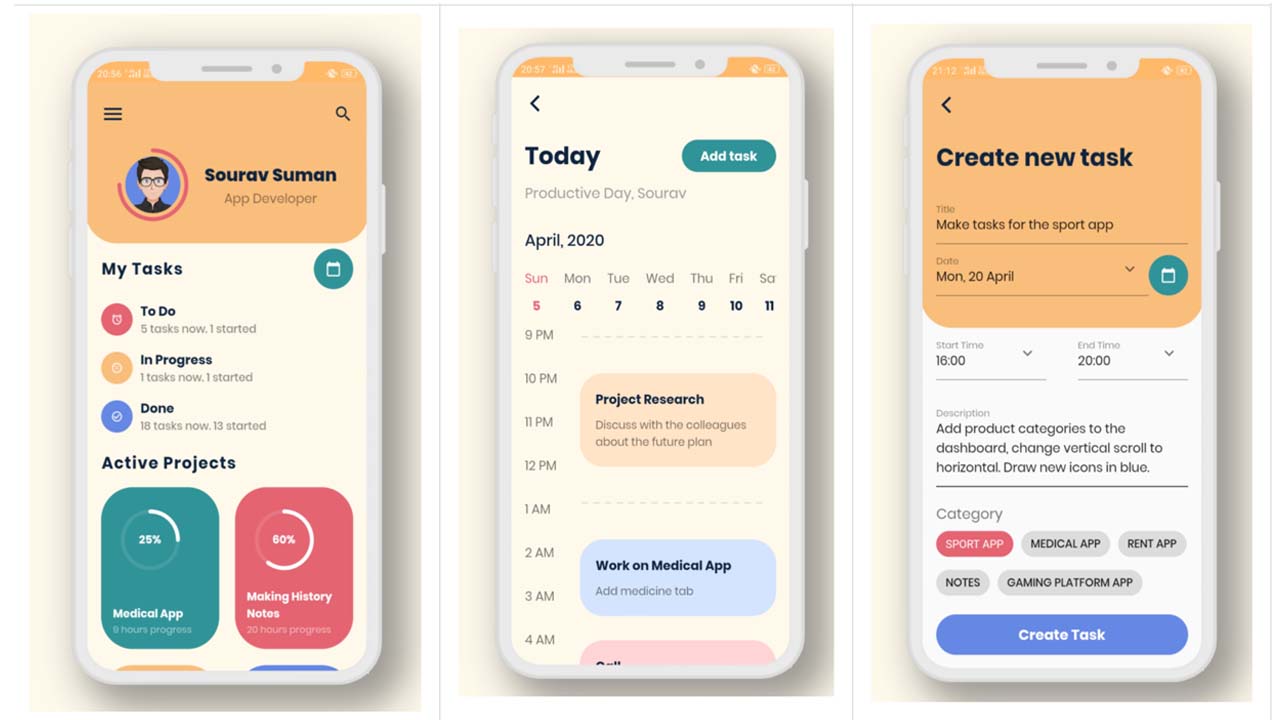 20:56
My Tasks
Sourav Suman
App Developer
To Do
5 tasks now. 1 started
In Progress
1 tasks now. 1 started
Done
18 tasks now. 13 started
Active Projects
25%
Medical App
9 hours progress
60%
Making History
Notes
20 hours progress
20:57
Today
Add task
Productive Day, Sourav
April, 2020
Sun Mon Tue Wed Thu Fri Sa
5 6 7 8 9 10 11
9 PM
10 PM
Project Research
11 PM
Discuss with the colleagues
about the future plan
12 PM
1 AM
2 AM
Work on Medical App
3 AM
Add medicine tab
4 AM
21:12
Create new task
Title
Make tasks for the sport app
Date
Mon, 20 April
Start Time End Time
16:00 20:00
Description
Add product categories to the
dashboard, change vertical scroll to
horizontal. Draw new icons in blue.
Category
SPORT APP MEDICAL APP RENT APP
NOTES GAMING PLATFORM APP
Create Task